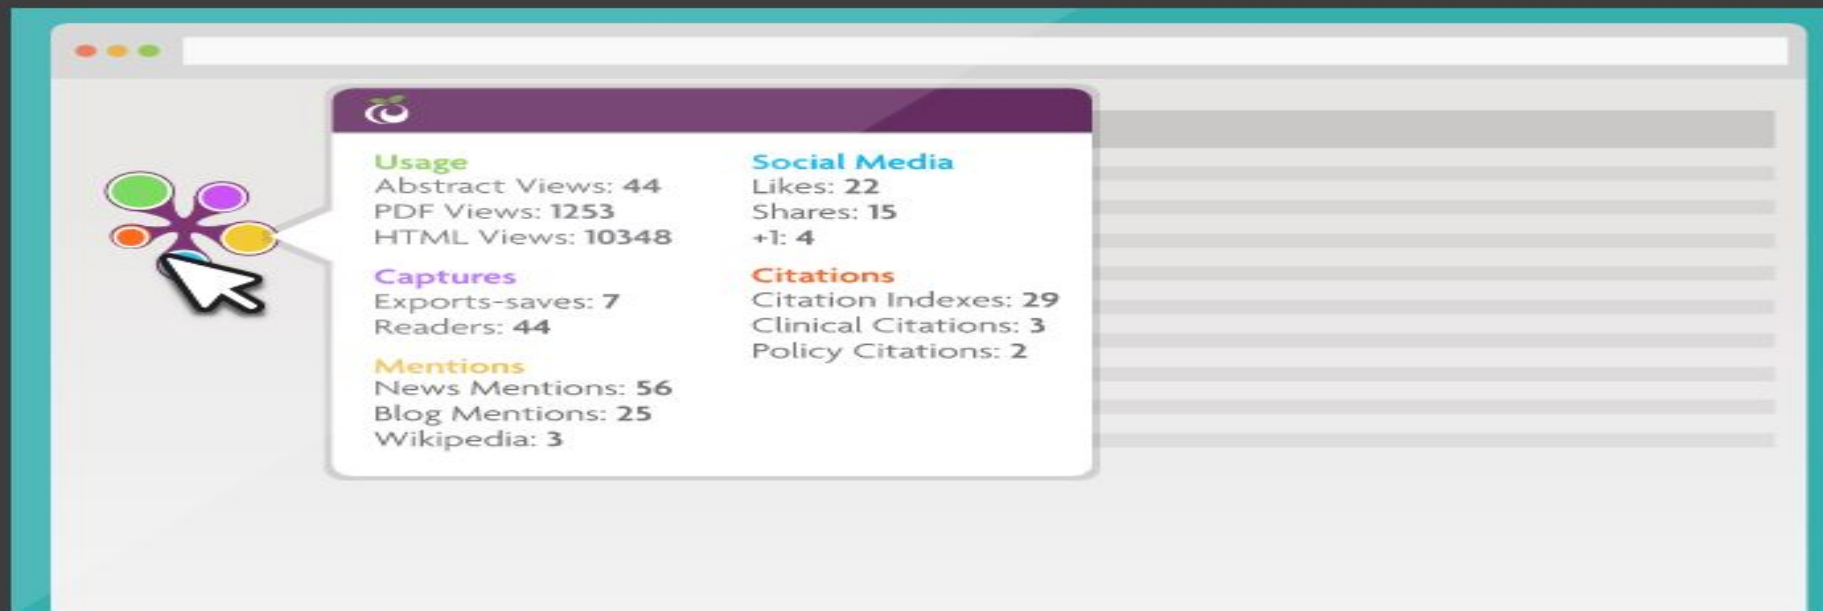 Usage
Abstract Views: 44
PDF Views: 1253
HTML Views: 10348
Captures
Exports-saves: 7
Readers: 44
Mentions
News Mentions: 56
Blog Mentions: 25
Wikipedia: 3
Social Media
Likes: 22
Shares: 15
+1: 4
Citations
Citation Indexes: 29
Clinical Citations: 3
Policy Citations: 2